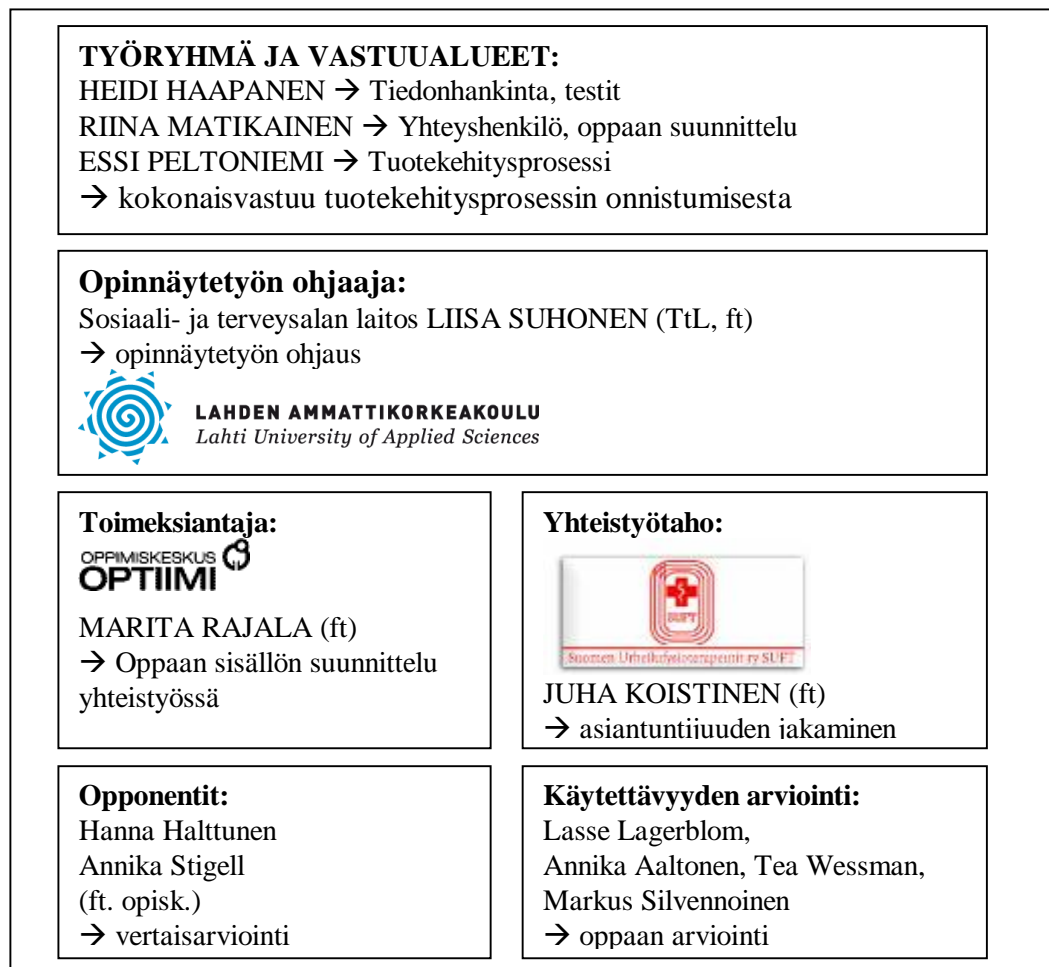 TYÖRYHMÄ JA VASTUUALUEET:
HEIDI HAAPANEN → Tiedonhankinta, testit
RIINA MATIKAINEN → Yhteyshenkilö, oppaan suunnittelu
ESSI PELTONIEMI → Tuotekehitysprosessi
→ kokonaisvastuu tuotekehitysprosessin onnistumisesta
Opinnäytetyön ohjaaja:
Sosiaali- ja terveysalan laitos LIISA SUHONEN (TtL, ft)
→ opinnäytetyön ohjaus
LAHDEN AMMATTIKORKEAKOULU
Lahti University of Applied Sciences
Toimeksiantaja:
OPPIMISKESKUS
OPTIIMI
MARITA RAJALA (ft)
→ Oppaan sisällön suunnittelu
yhteistyössä
Yhteistyötaho:
SUFT
Suomen Urheilufysioterapeutit ry SUFT
JUHA KOISTINEN (ft)
→ asiantuntijuuden jakaminen
Opponentit:
Hanna Halttunen
Annika Stigell
(ft. opisk.)
→ vertaisarviointi
Käytettävyyden arviointi:
Lasse Lagerblom,
Annika Aaltonen, Tea Wessman,
Markus Silvennoinen
→ oppaan arviointi